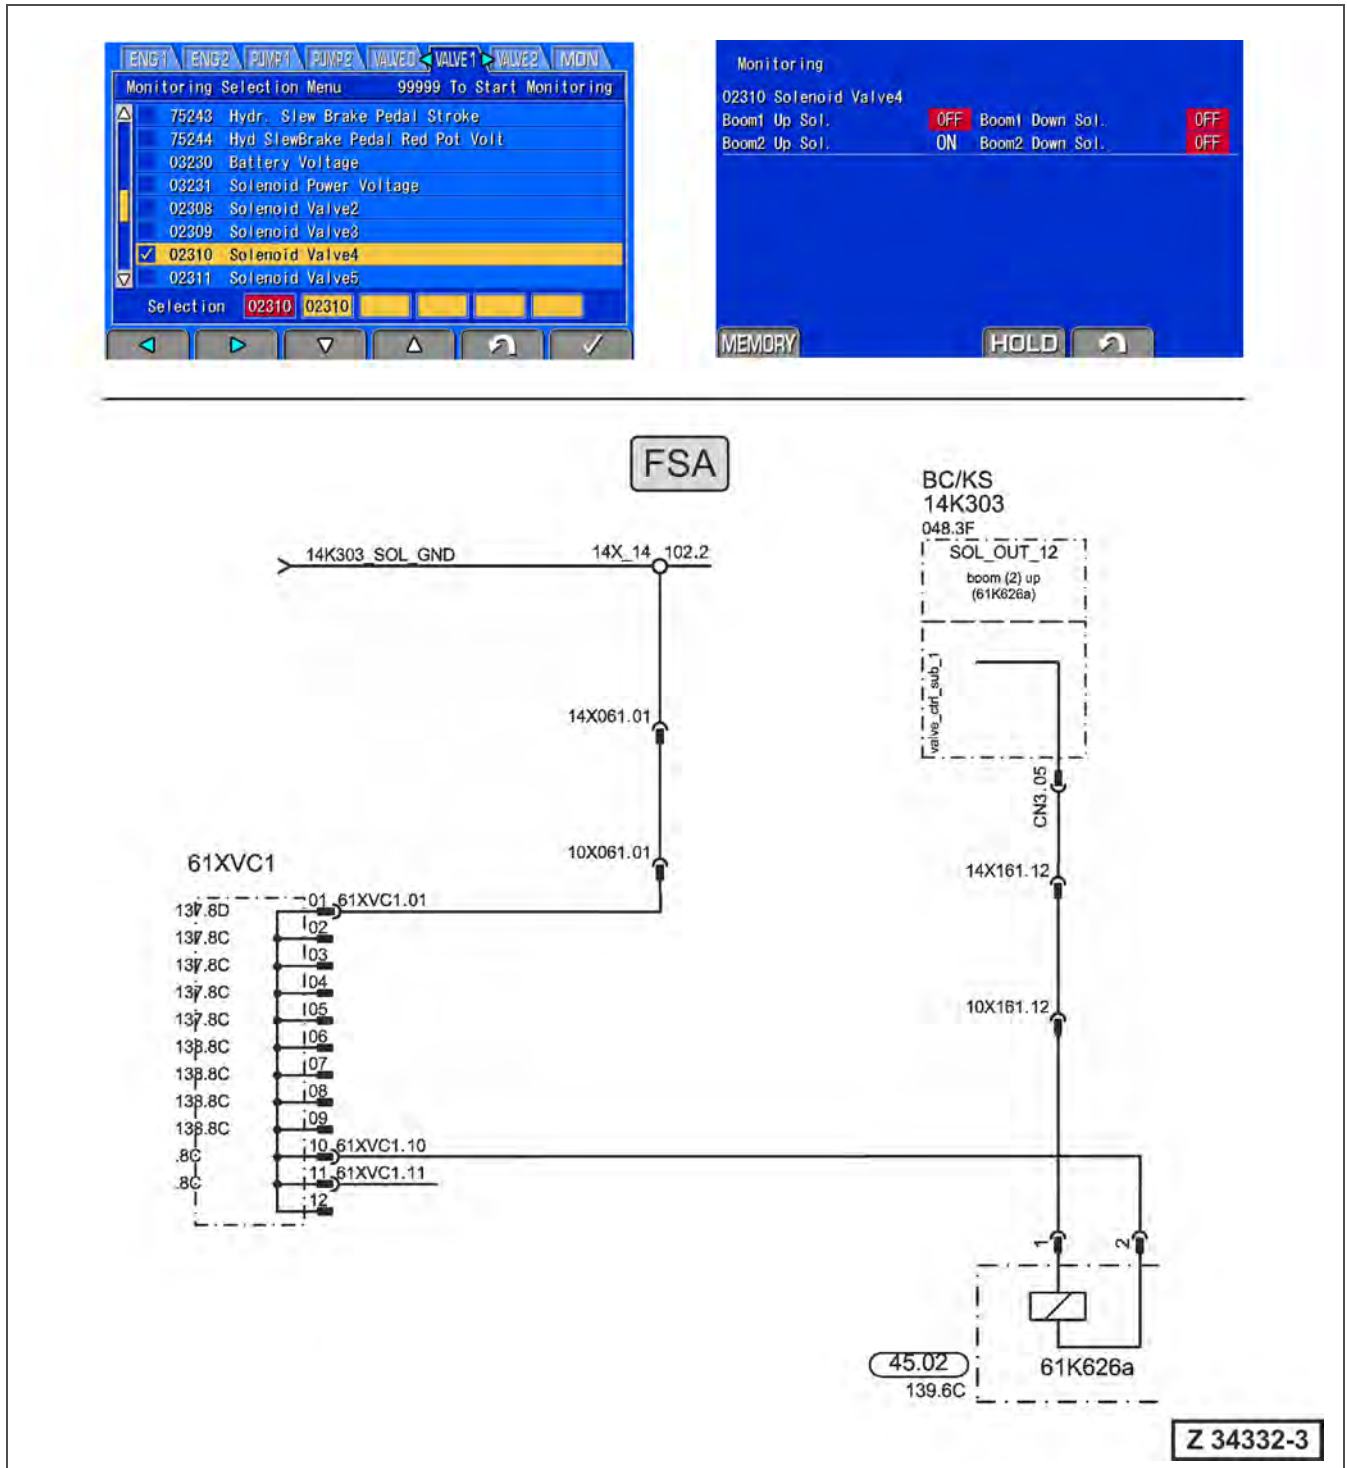 ENG1 ENG2 PUMP1 PUMP2 VALVE0 VALVE1 VALVE2 MON
Monitoring Selection Menu 99999 To Start Monitoring
75243 Hydr. Slew Brake Pedal Stroke
75244 Hyd SlewBrake Pedal Red Pot Volt
03230 Battery Voltage
03231 Solenoid Power Voltage
02308 Solenoid Valve2
02309 Solenoid Valve3
02310 Solenoid Valve4
02311 Solenoid Valve5
Selection 02310 02310
Monitoring
02310 Solenoid Valve4
Boom1 Up Sol. OFF Boom1 Down Sol. OFF
Boom2 Up Sol. ON Boom2 Down Sol. OFF
MEMORY HOLD
FSA
BC/KS
14K303
048.3F
SOL_OUT_12
boom (2) up
(61K626a)
valve_ctrl_sub_1
14K303_SOL_GND 14X_14 102.2
14X061.01
CN3.05
10X061.01
14X161.12
61XVC1
137.8D 01 61XVC1.01
137.8C 02
137.8C 03
137.8C 04
137.8C 05
10X161.12
138.8C 06
138.8C 07
138.8C 08
138.8C 09
.8C 10 61XVC1.10
.8C 11 61XVC1.11
12
1 2
45.02
139.6C
61K626a
Z 34332-3